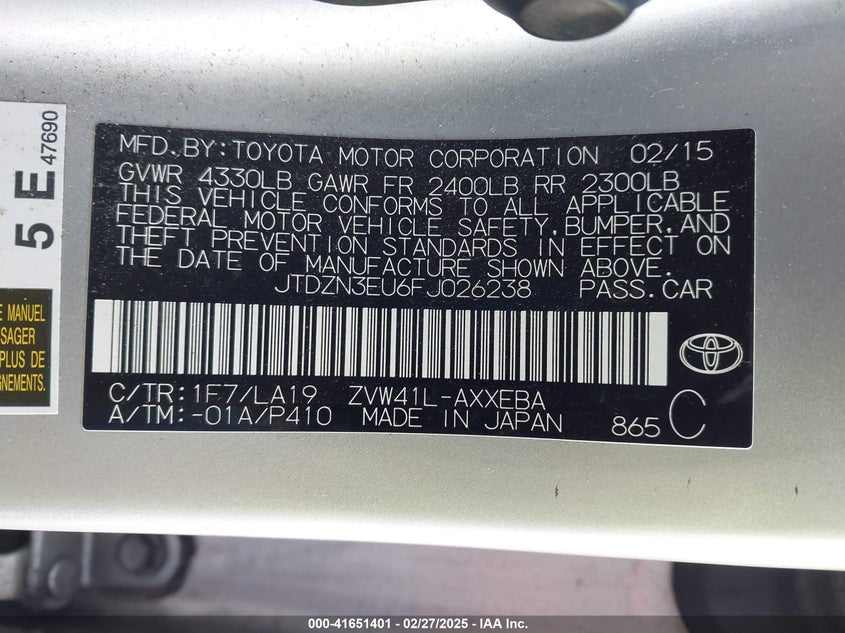 MFD. BY: TOYOTA MOTOR CORPORATION 02/15
GVWR 4330LB GAWR FR 2400LB RR 2300LB
THIS VEHICLE CONFORMS TO ALL APPLICABLE
FEDERAL MOTOR VEHICLE SAFETY, BUMPER, AND
THEFT PREVENTION STANDARDS IN EFFECT ON
THE DATE OF MANUFACTURE SHOWN ABOVE.
JTDZN3EU6FJ026238 PASS. CAR
C/TR: 1F7/LA19 ZVW41L-AXXEBA
A/TM: -01A/P410 MADE IN JAPAN 865 C
5 E 47690
E MANUEL
SSAGER
PLUS DE
GNEMENTS.
000-41651401 - 02/27/2025 - IAA Inc.